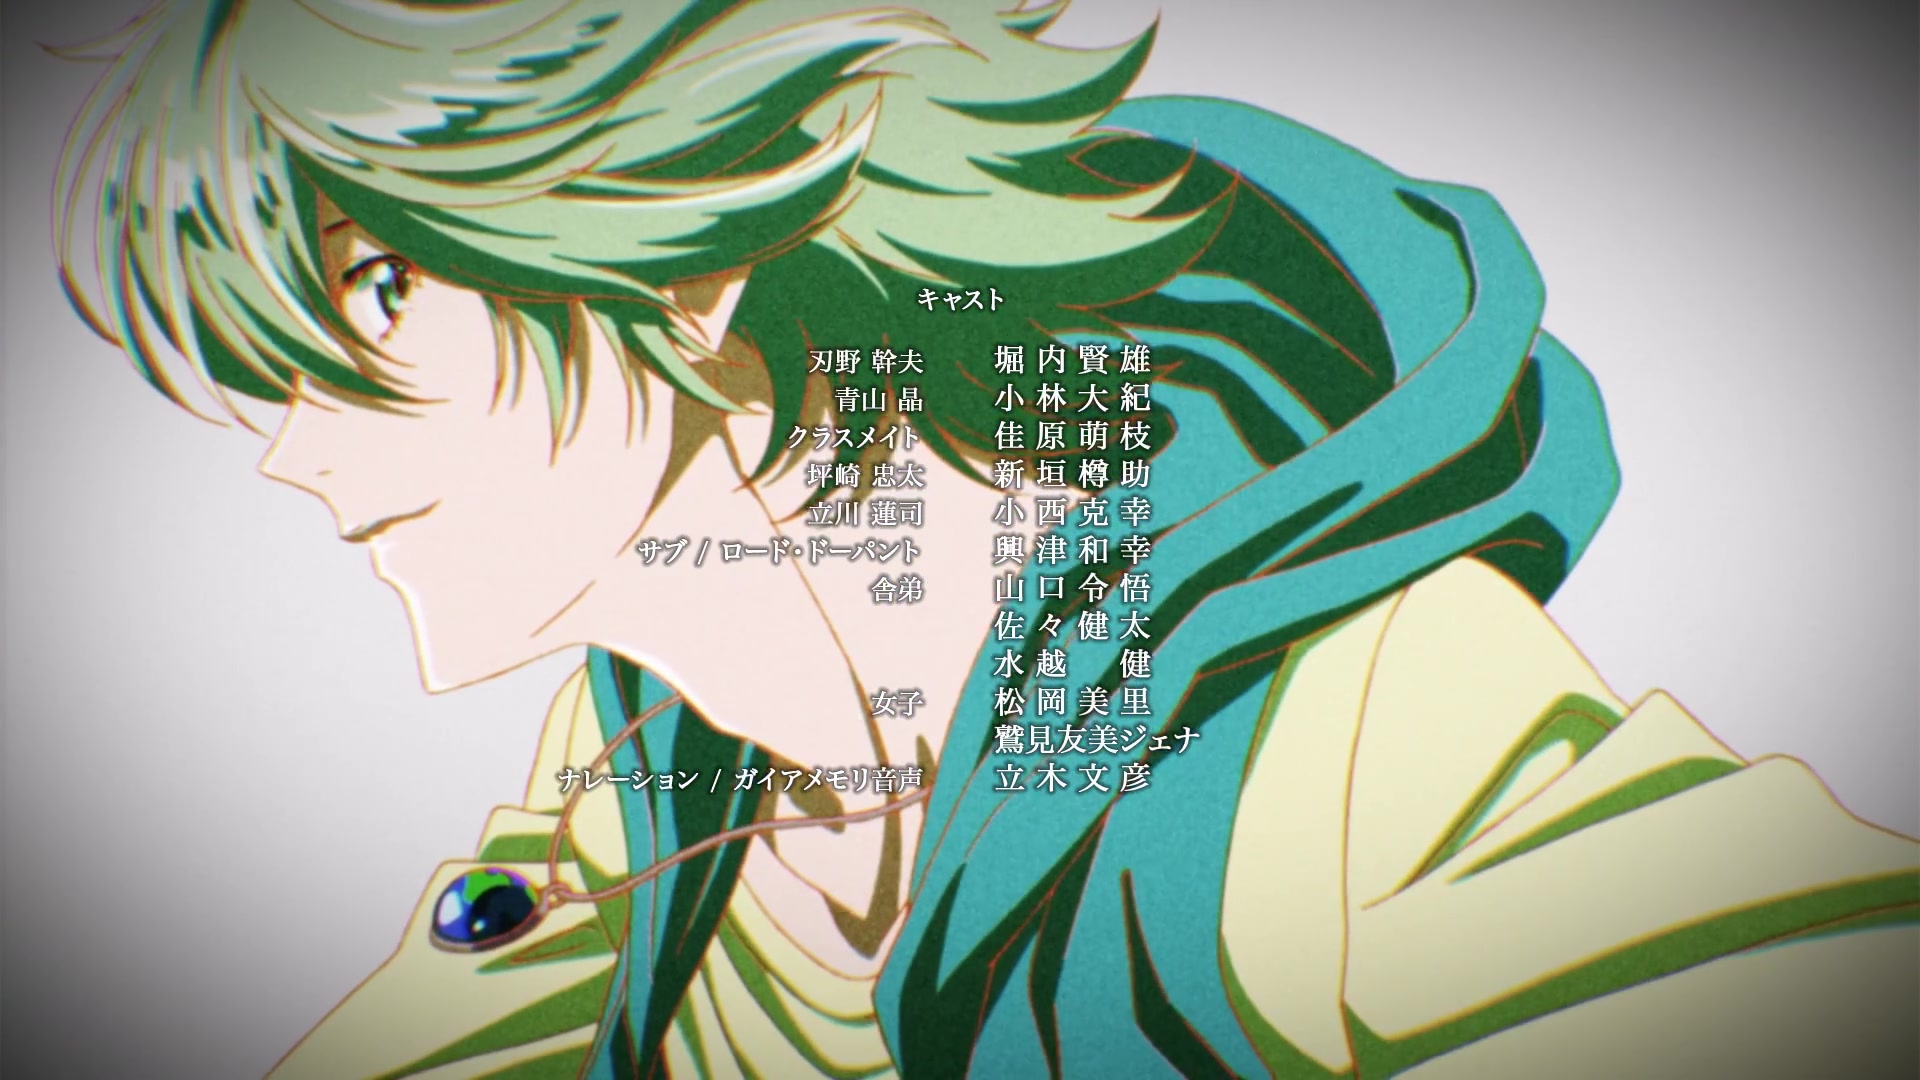 キャスト
刃野 幹夫 堀内賢雄
青山 晶 小林大紀
クラスメイト 佳原萌枝
坪崎 忠太 新垣樽助
立川 蓮司 小西克幸
サブ / ロード・ドーパント 興津和幸
舎弟 山口令悟
佐々健太
水越 健
女子 松岡美里
鷲見友美ジェナ
ナレーション / ガイアメモリ音声 立木文彦